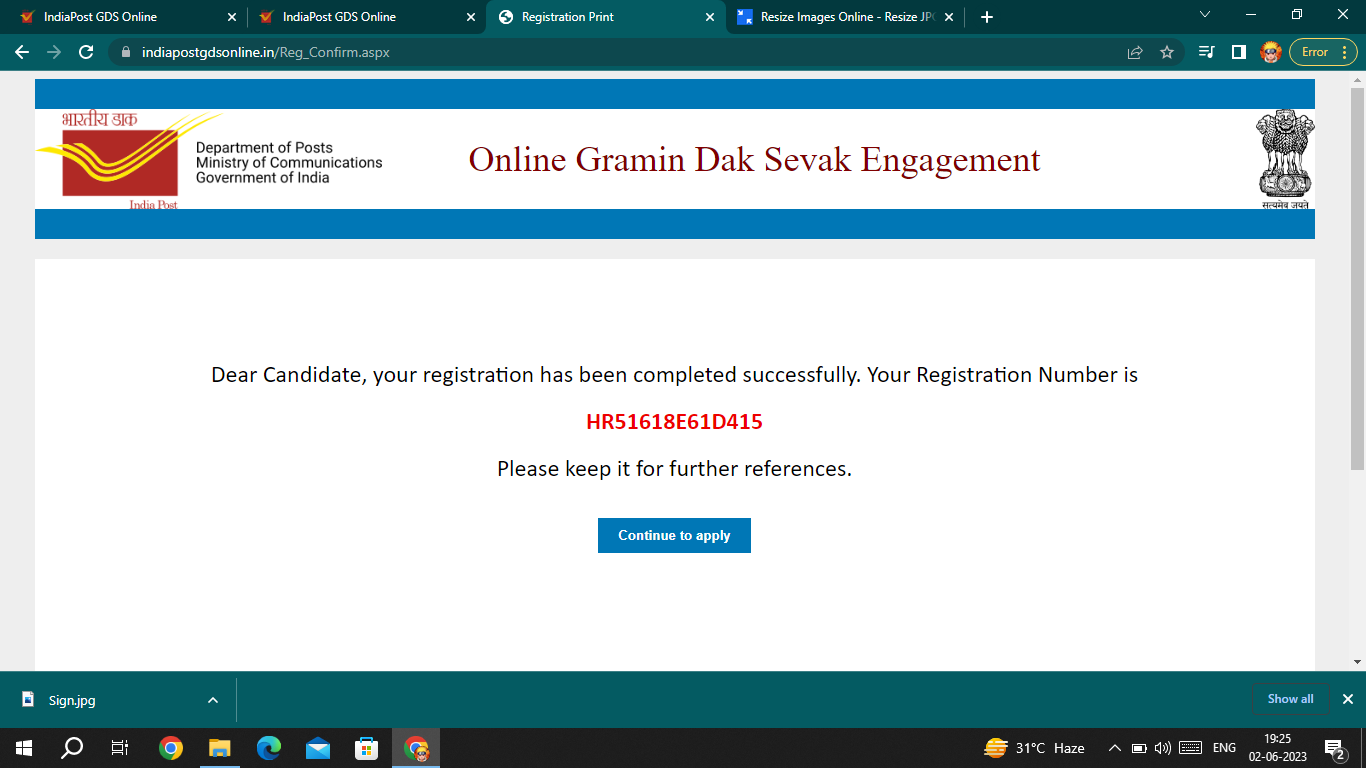 IndiaPost GDS Online
IndiaPost GDS Online
Registration Print
Resize Images Online - Resize JP
indiapostgdsonline.in/Reg_Confirm.aspx
Error
भारतीय डाक
India Post
Department of Posts
Ministry of Communications
Government of India
Online Gramin Dak Sevak Engagement
सत्यमेव जयते
Dear Candidate, your registration has been completed successfully. Your Registration Number is
HR51618E61D415
Please keep it for further references.
Continue to apply
Sign.jpg
Show all
31°C Haze
ENG
19:25
02-06-2023
2